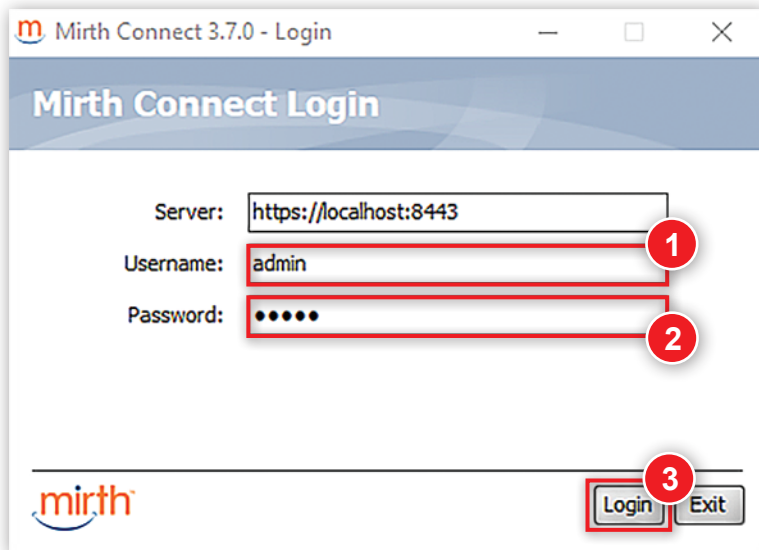 Mirth Connect 3.7.0 - Login
Mirth Connect Login
Server: https://localhost:8443
1
Username: admin
Password: •••••
2
3
mirth
Login Exit